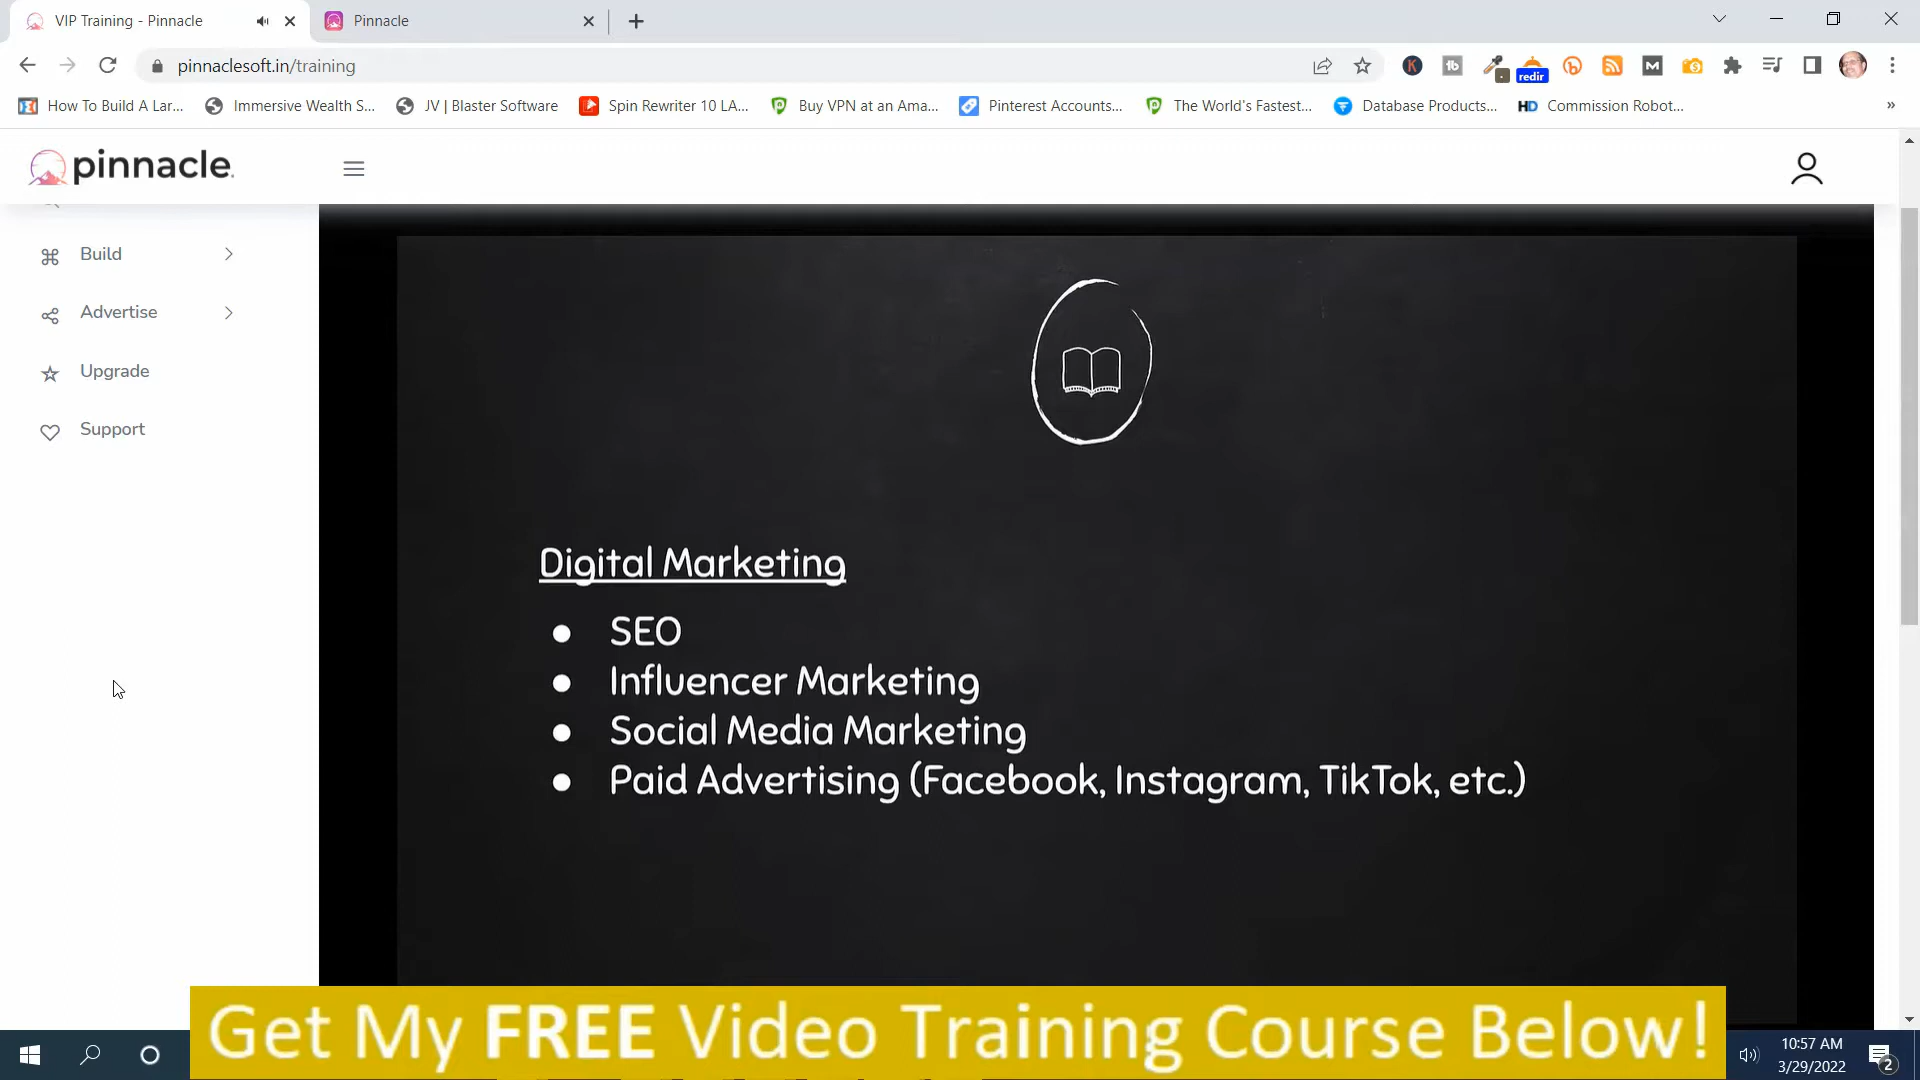 VIP Training - Pinnacle
Pinnacle
pinnaclesoft.in/training
redir
How To Build A Lar...
Immersive Wealth S...
JV | Blaster Software
Spin Rewriter 10 LA...
Buy VPN at an Ama...
Pinterest Accounts...
The World's Fastest...
Database Products...
HD Commission Robot...
pinnacle.
Build
Advertise
Upgrade
Support
Digital Marketing
SEO
Influencer Marketing
Social Media Marketing
Paid Advertising (Facebook, Instagram, TikTok, etc.)
Get My FREE Video Training Course Below!
10:57 AM
3/29/2022
2